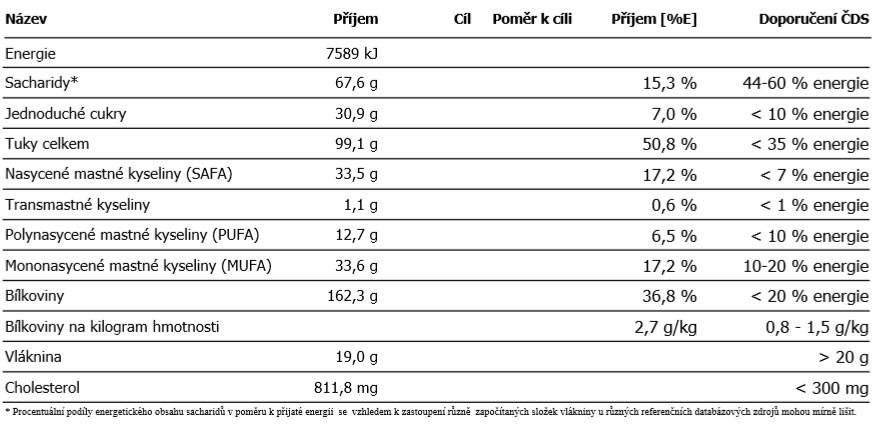 Název Příjem Cíl Poměr k cíli Příjem [%E] Doporučení ČDS
Energie 7589 kJ
Sacharidy* 67,6 g 15,3 % 44-60 % energie
Jednoduché cukry 30,9 g 7,0 % < 10 % energie
Tuky celkem 99,1 g 50,8 % < 35 % energie
Nasycené mastné kyseliny (SAFA) 33,5 g 17,2 % < 7 % energie
Transmastné kyseliny 1,1 g 0,6 % < 1 % energie
Polynasycené mastné kyseliny (PUFA) 12,7 g 6,5 % < 10 % energie
Mononasycené mastné kyseliny (MUFA) 33,6 g 17,2 % 10-20 % energie
Bílkoviny 162,3 g 36,8 % < 20 % energie
Bílkoviny na kilogram hmotnosti 2,7 g/kg 0,8 - 1,5 g/kg
Vláknina 19,0 g > 20 g
Cholesterol 811,8 mg < 300 mg
* Procentuální podíly energetického obsahu sacharidů v poměru k přijaté energii se vzhledem k zastoupení různě započítaných složek vlákniny u různých referenčních databázových zdrojů mohou mírně lišit.